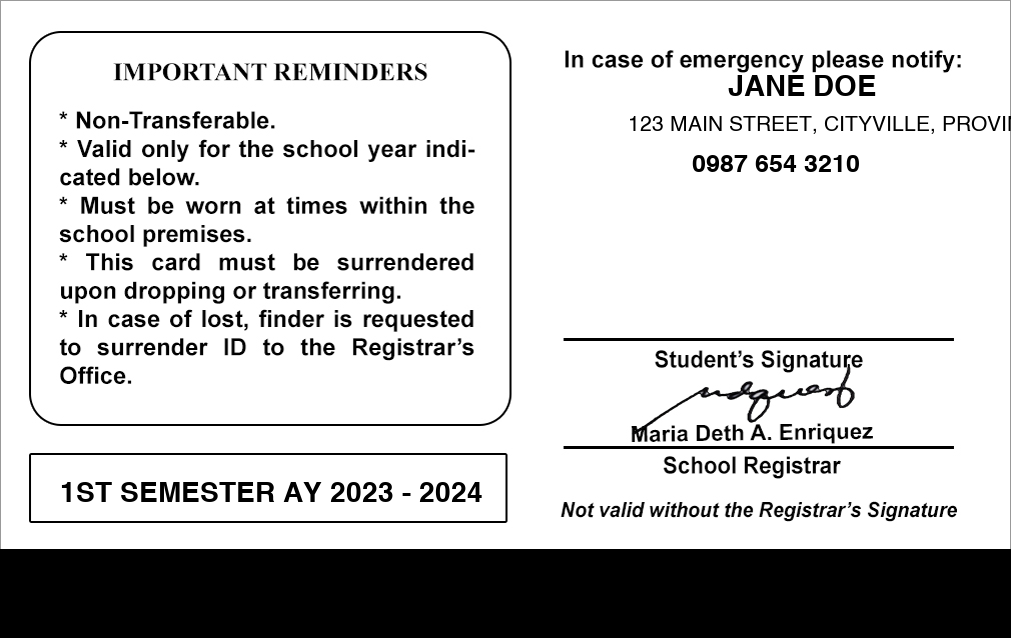 IMPORTANT REMINDERS
* Non-Transferable.
* Valid only for the school year indi-
cated below.
* Must be worn at times within the
school premises.
* This card must be surrendered
upon dropping or transferring.
* In case of lost, finder is requested
to surrender ID to the Registrar's
Office.
1ST SEMESTER AY 2023 - 2024
In case of emergency please notify:
JANE DOE
123 MAIN STREET, CITYVILLE, PROVI
0987 654 3210
Student's Signature
Maria Deth A. Enriquez
School Registrar
Not valid without the Registrar's Signature